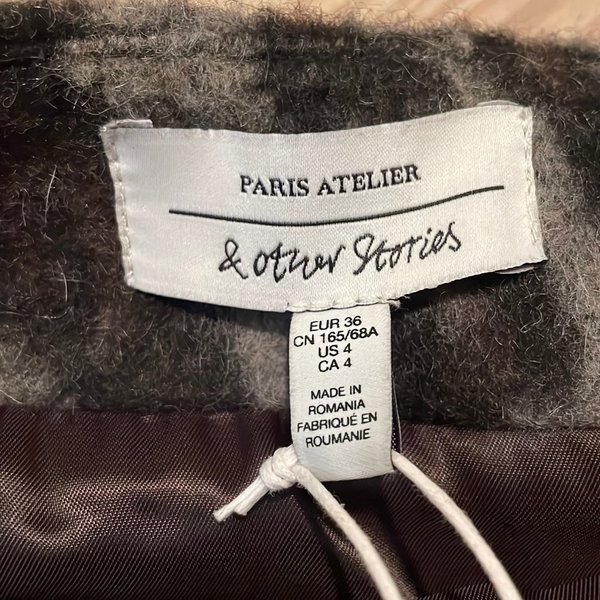 PARIS ATELIER
& other Stories
EUR 36
CN 165/68A
US 4
CA 4
MADE IN
ROMANIA
FABRIQUÉ EN
ROUMANIE